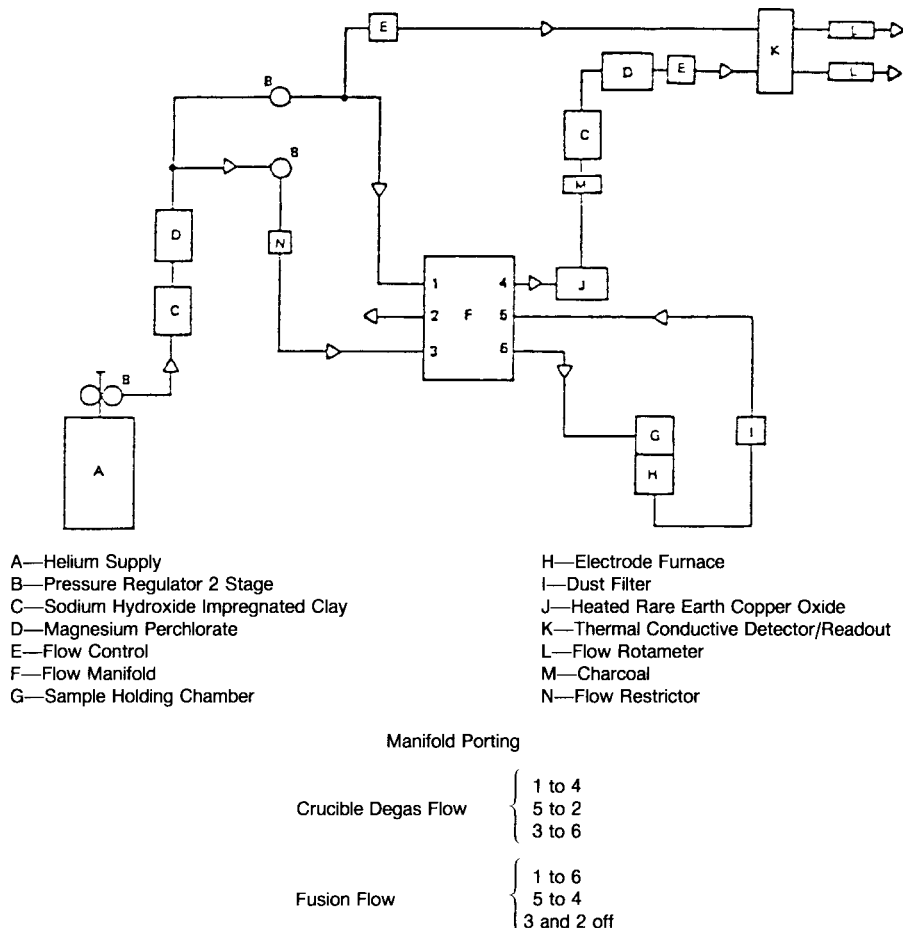 E
K
L
L
D
E
B
C
B
M
D
N
J
1
4
2
F
5
3
6
C
B
A
G
H
I
A—Helium Supply
B—Pressure Regulator 2 Stage
C—Sodium Hydroxide Impregnated Clay
D—Magnesium Perchlorate
E—Flow Control
F—Flow Manifold
G—Sample Holding Chamber
H—Electrode Furnace
I—Dust Filter
J—Heated Rare Earth Copper Oxide
K—Thermal Conductive Detector/Readout
L—Flow Rotameter
M—Charcoal
N—Flow Restrictor
Manifold Porting
Crucible Degas Flow
1 to 4
5 to 2
3 to 6
Fusion Flow
1 to 6
5 to 4
3 and 2 off